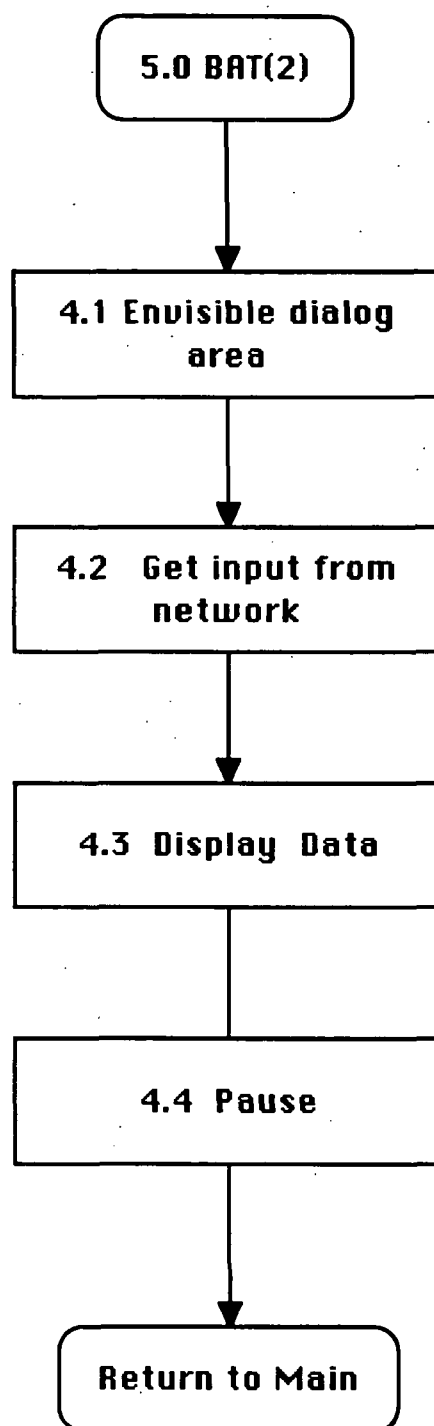 5.0 BAT(2)
4.1 Envisible dialog
area
4.2 Get input from
network
4.3 Display Data
4.4 Pause
Return to Main